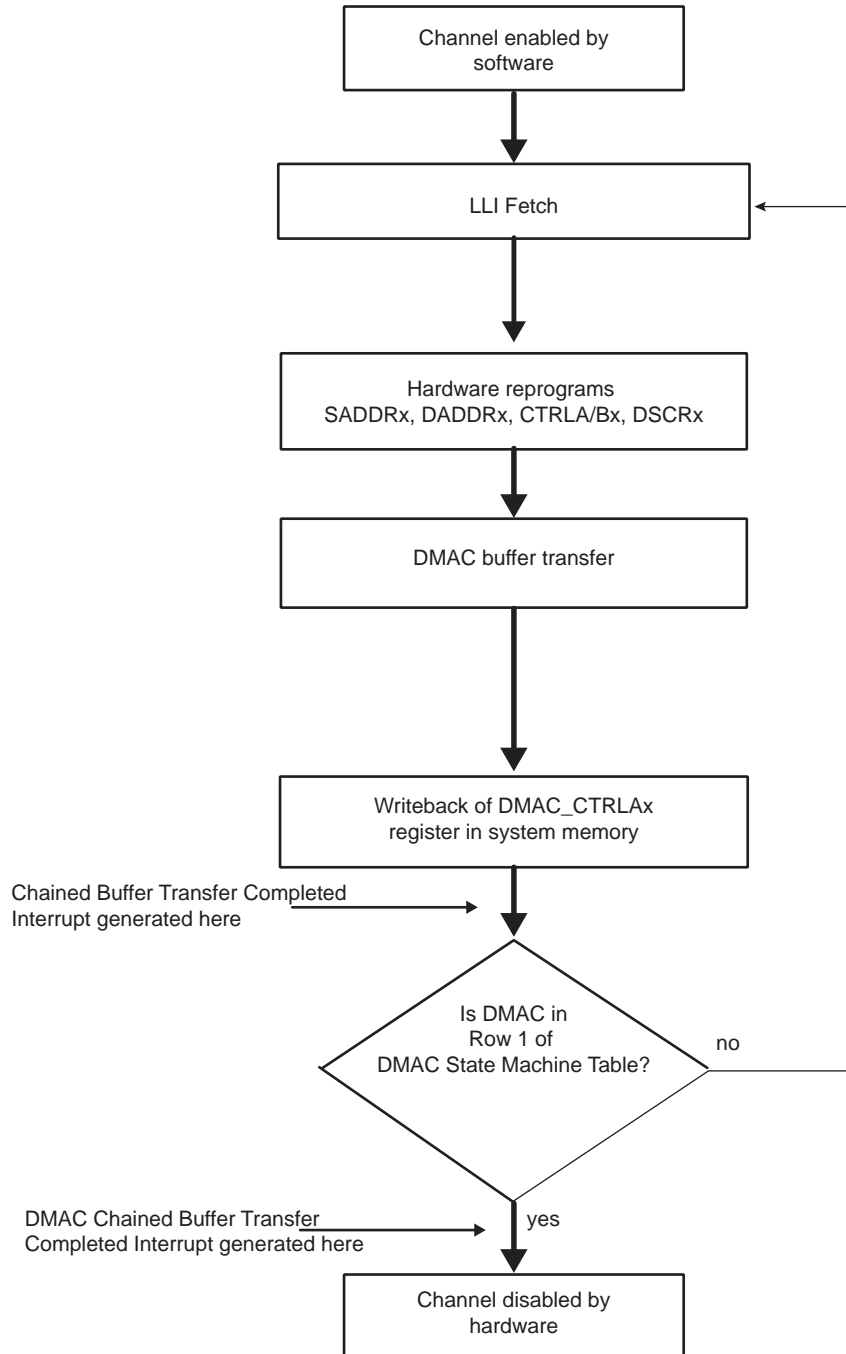 Channel enabled by
software
LLI Fetch
Hardware reprograms
SADDRx, DADDRx, CTRLA/Bx, DSCRx
DMAC buffer transfer
Writeback of DMAC_CTRLAx
register in system memory
Chained Buffer Transfer Completed
Interrupt generated here
Is DMAC in
Row 1 of
DMAC State Machine Table?
no
DMAC Chained Buffer Transfer
Completed Interrupt generated here
yes
Channel disabled by
hardware